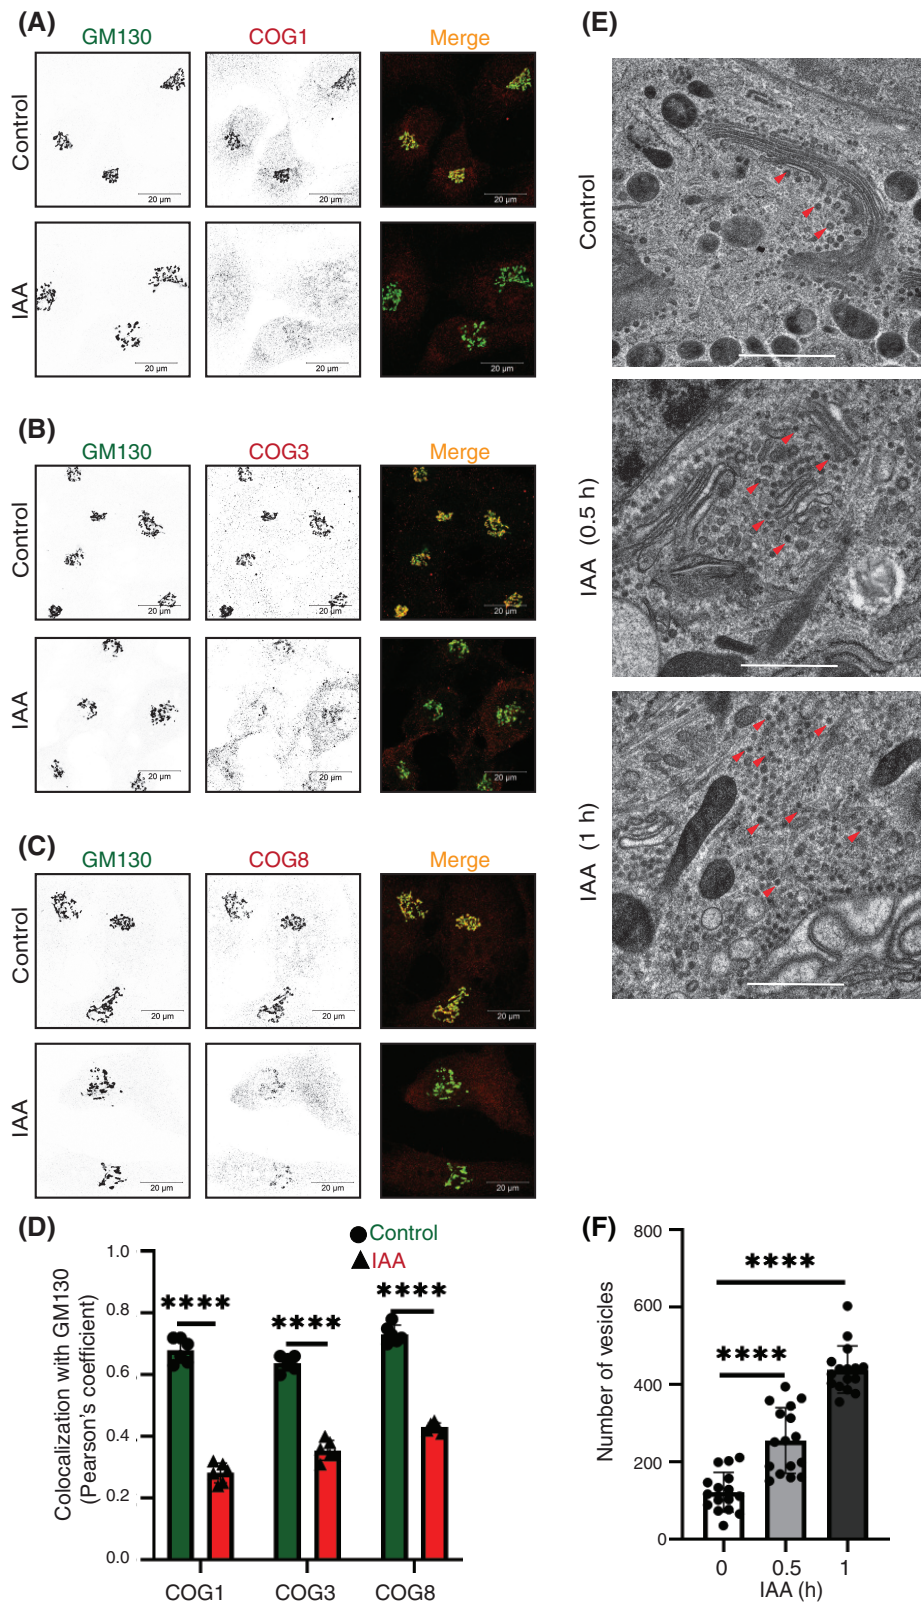 (A)
GM130 COG1 Merge
Control
20 µm 20 µm 20 µm
IAA
20 µm 20 µm 20 µm
(B)
GM130 COG3 Merge
Control
20 µm 20 µm 20 µm
IAA
20 µm 20 µm 20 µm
(C)
GM130 COG8 Merge
Control
20 µm 20 µm 20 µm
IAA
20 µm 20 µm 20 µm
(D)
Control
IAA
Colocalization with GM130
(Pearson's coefficient)
1.0
0.8
0.6
0.4
0.2
0.0
****
****
****
COG1 COG3 COG8
(E)
Control
IAA (0.5 h)
IAA (1 h)
(F)
Number of vesicles
800
600
400
200
0
****
****
0 0.5 1
IAA (h)